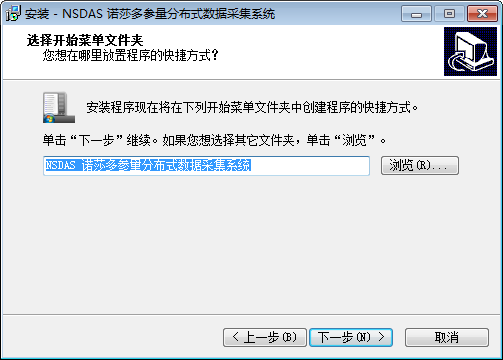 安装 - NSDAS 诺莎多参量分布式数据采集系统
选择开始菜单文件夹
您想在哪里放置程序的快捷方式？
安装程序现在将在下列开始菜单文件夹中创建程序的快捷方式。
单击“下一步”继续。如果您想选择其它文件夹，单击“浏览”。
NSDAS 诺莎多参量分布式数据采集系统
浏览(R)...
< 上一步(B)
下一步(N) >
取消